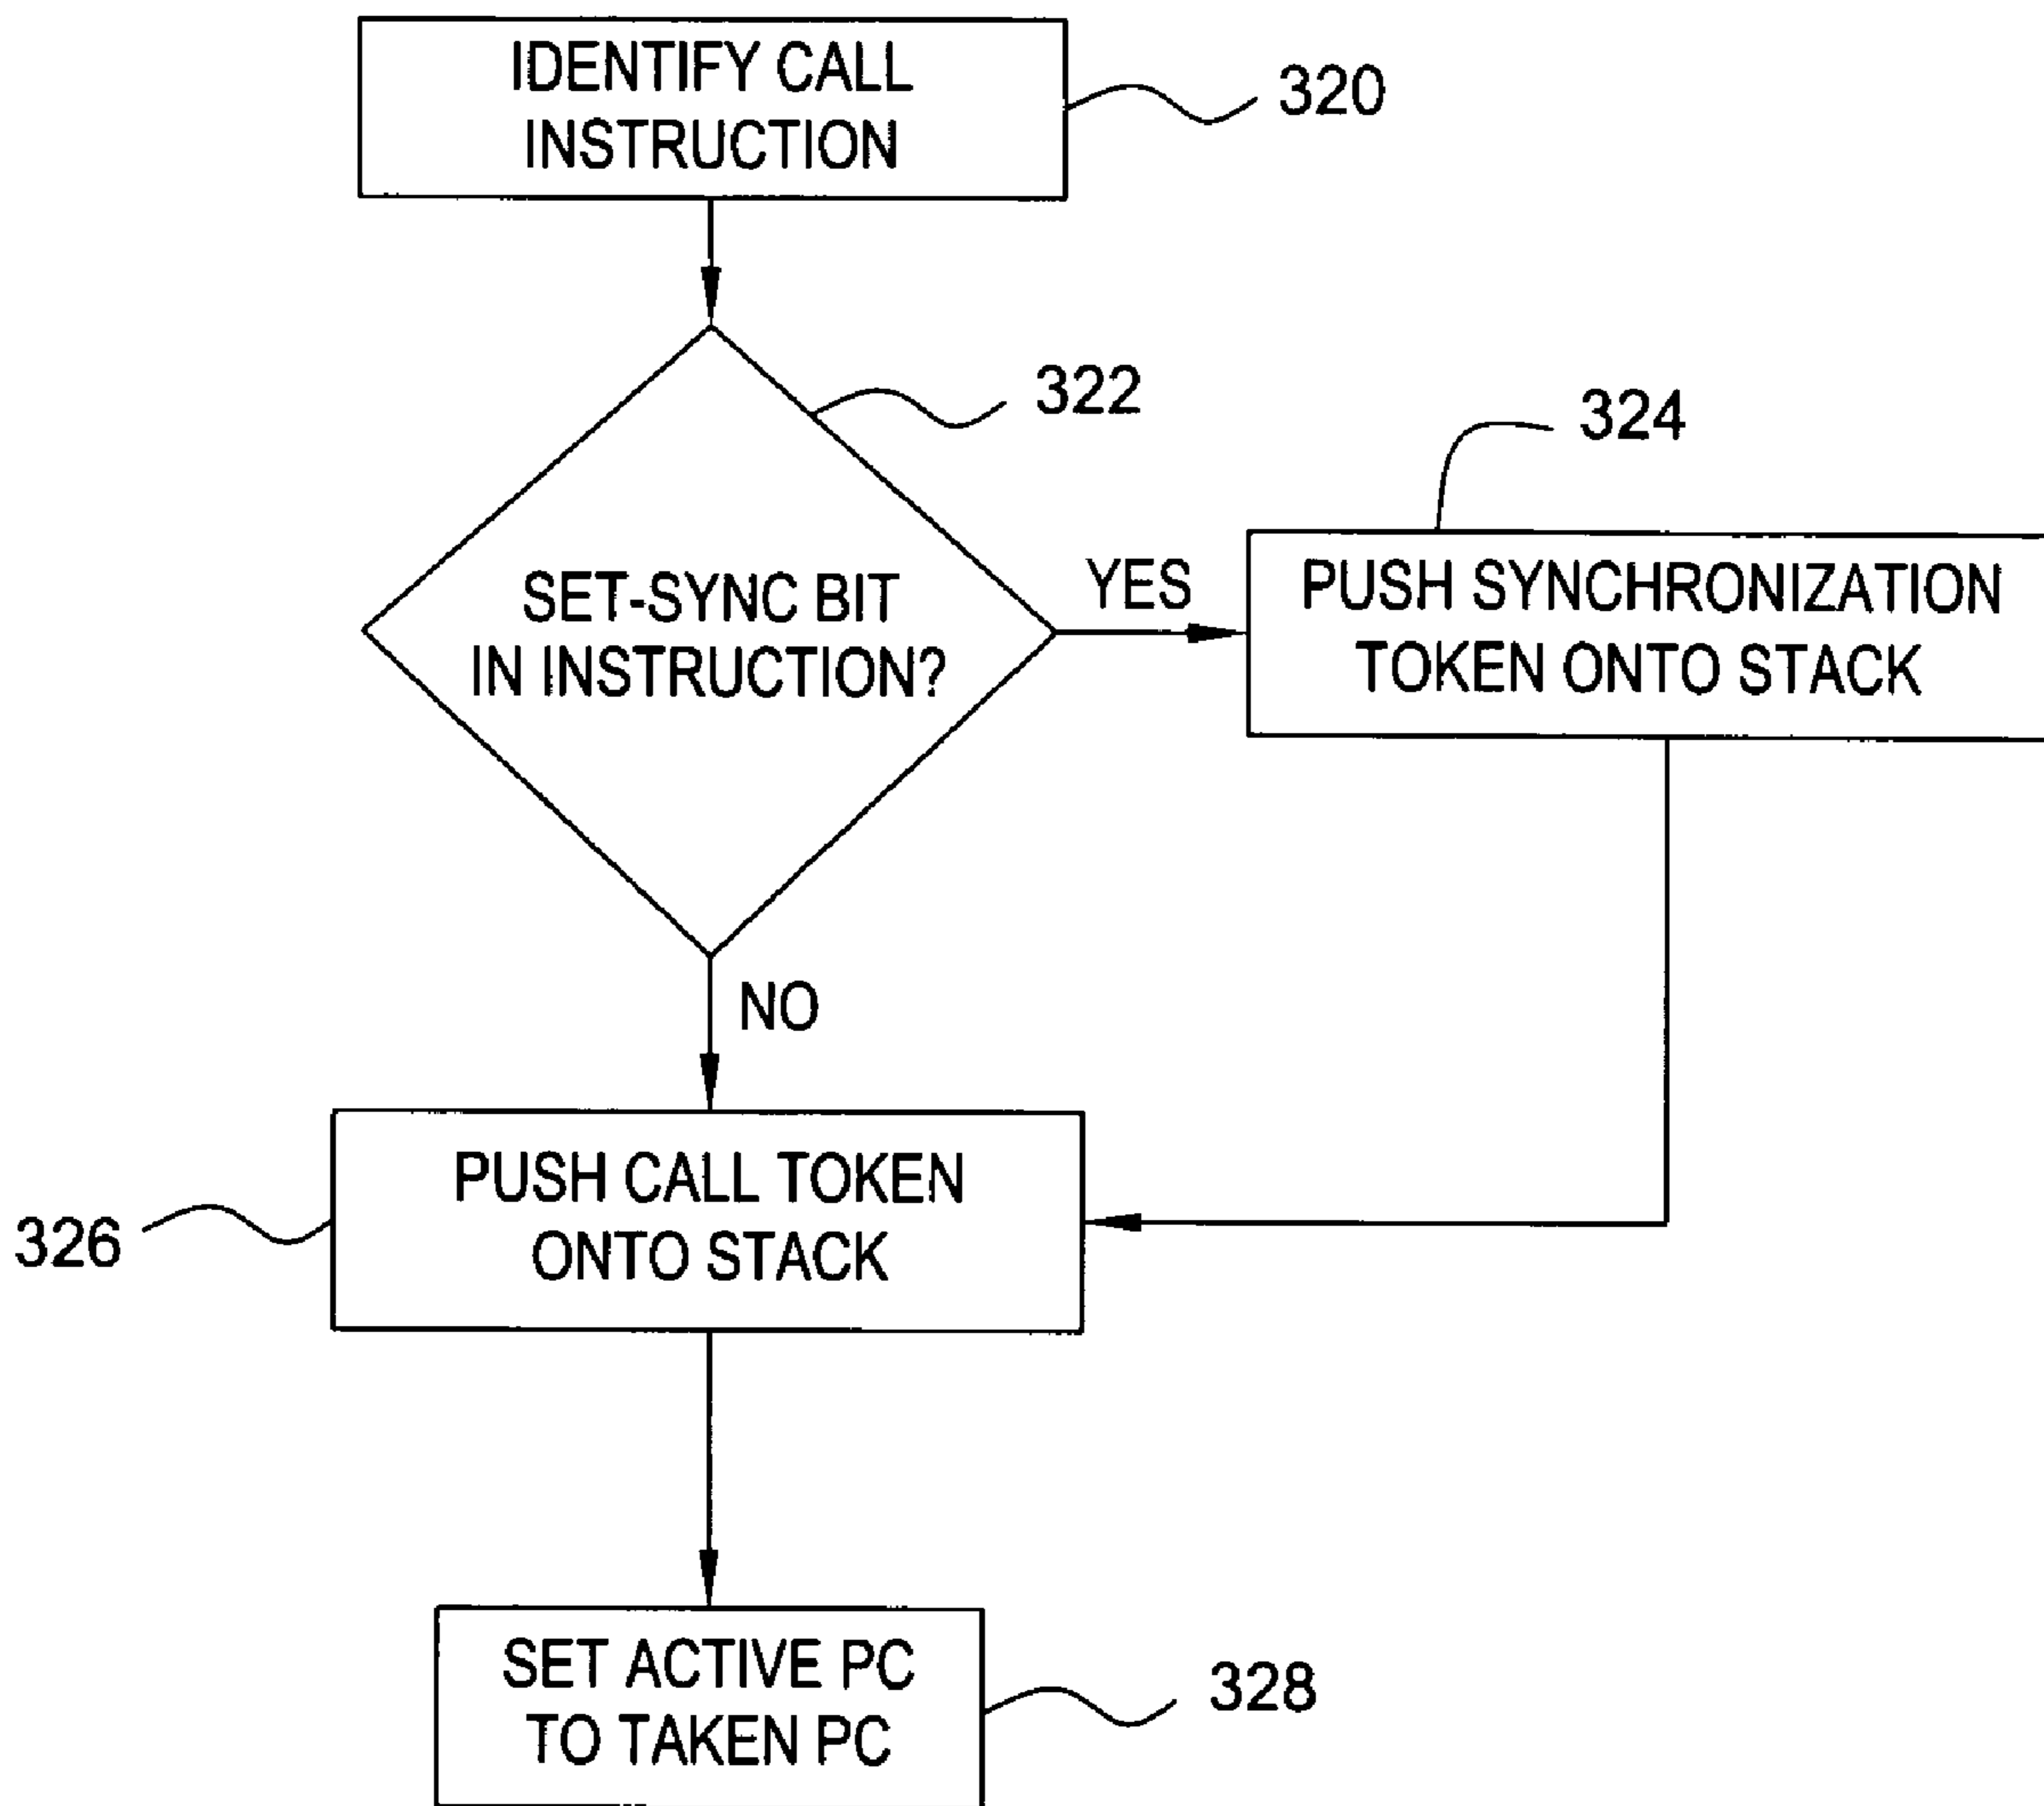 IDENTIFY CALL
INSTRUCTION
320
322
324
SET-SYNC BIT
IN INSTRUCTION?
YES
PUSH SYNCHRONIZATION
TOKEN ONTO STACK
NO
PUSH CALL TOKEN
ONTO STACK
326
SET ACTIVE PC
TO TAKEN PC
328